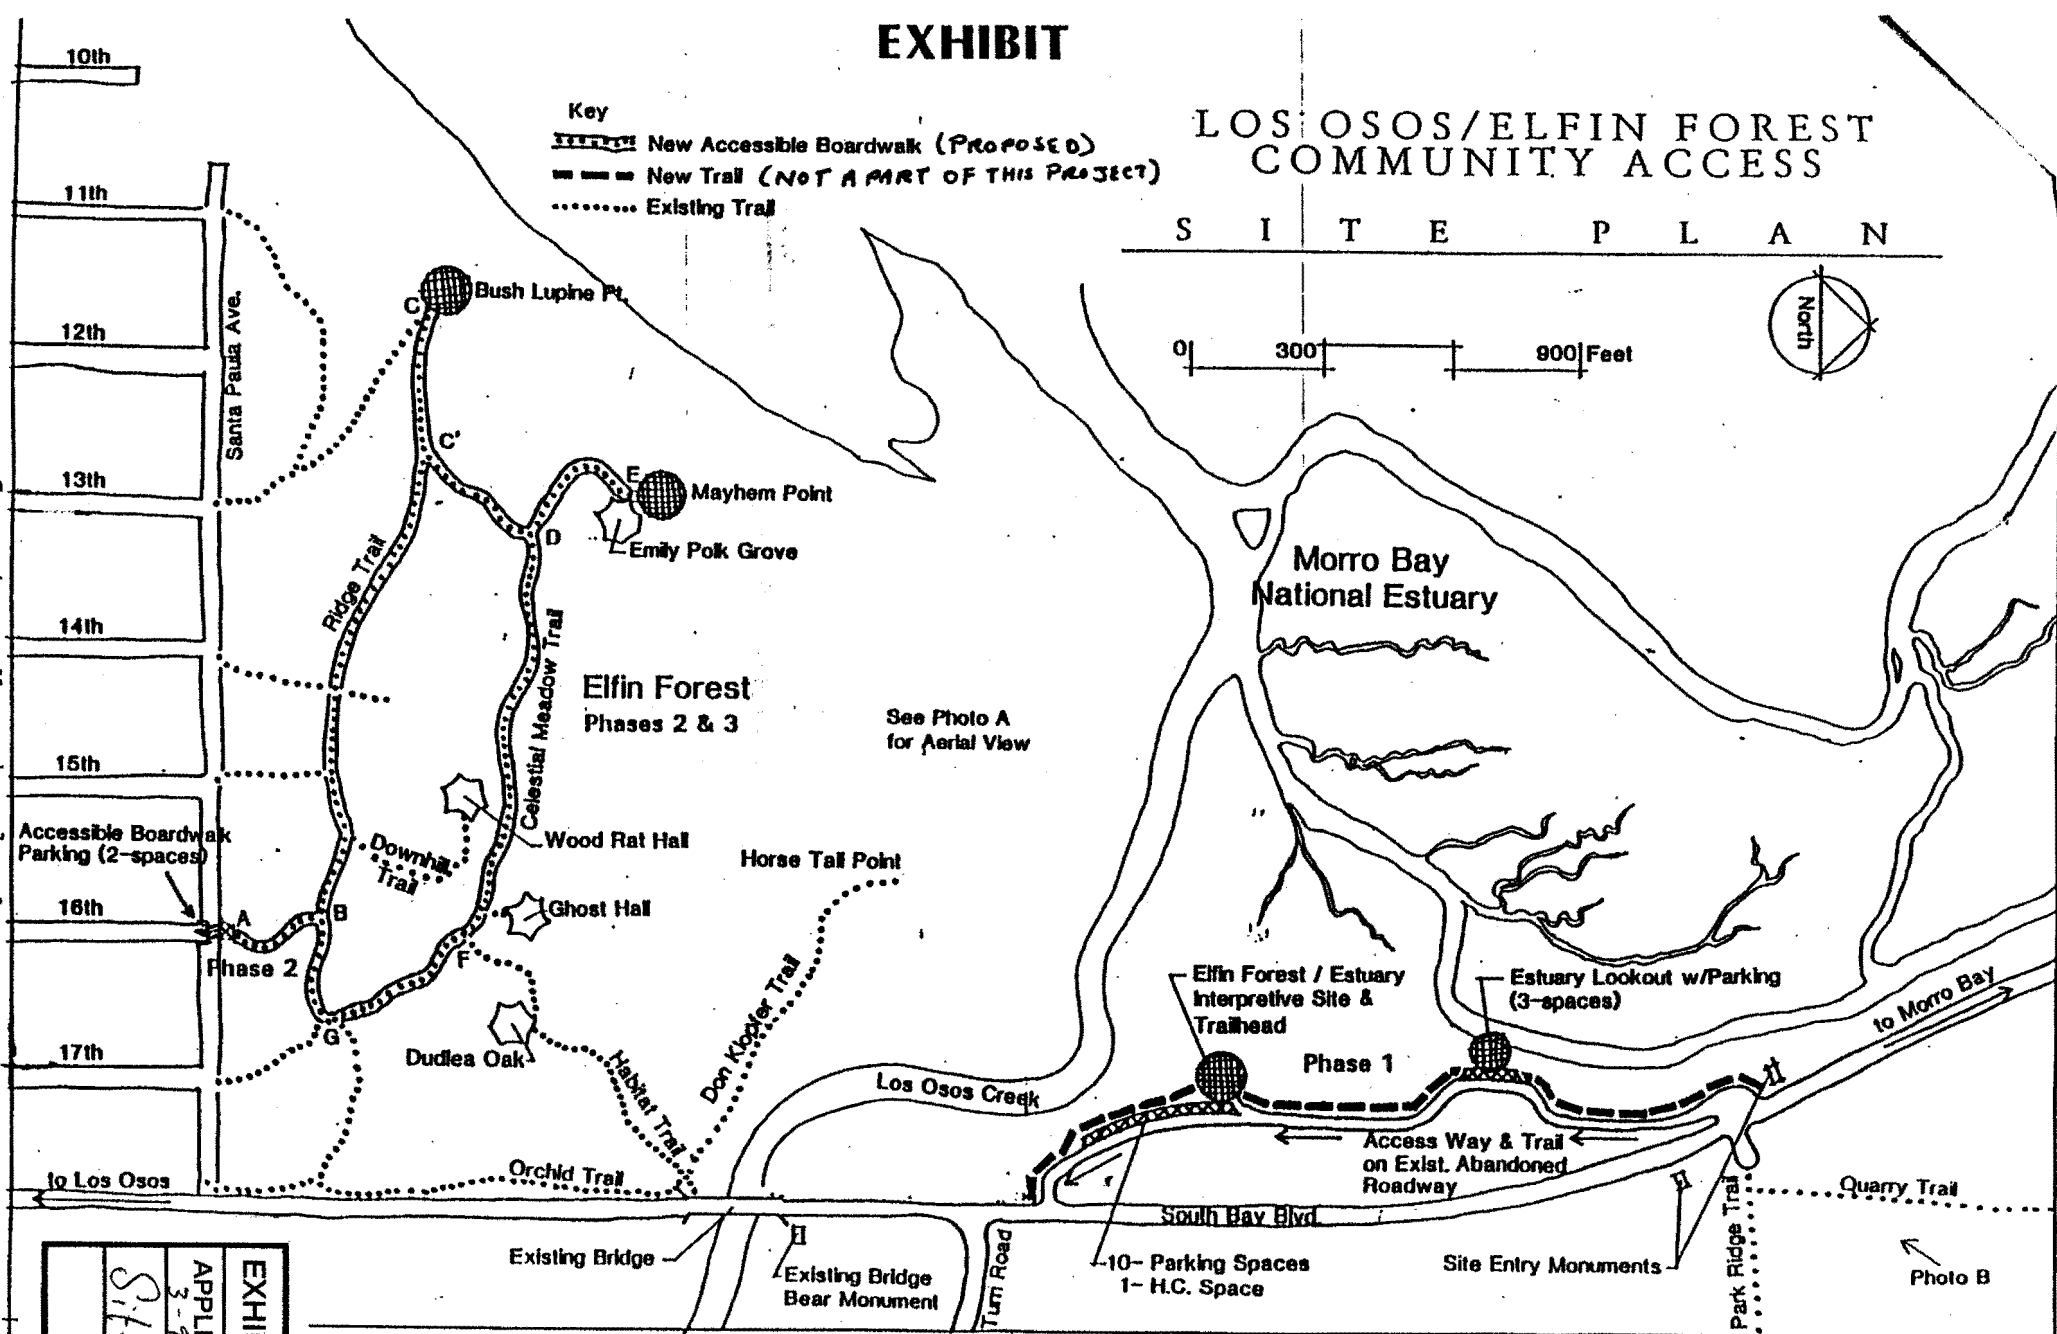 EXHIBIT
LOS OSOS/ELFIN FOREST
COMMUNITY ACCESS
SITE PLAN
Key
New Accessible Boardwalk (PROPOSED)
New Trail (NOT A PART OF THIS PROJECT)
Existing Trail
North
0
300
900 Feet
10th
11th
12th
13th
14th
15th
16th
17th
Santa Paula Ave.
C
Bush Lupine Pt.
C'
E
Mayhem Point
D
Emily Polk Grove
Ridge Trail
Celestial Meadow Trail
Elfin Forest
Phases 2 & 3
See Photo A
for Aerial View
Morro Bay
National Estuary
Accessible Boardwalk
Parking (2-spaces)
Downhill
Trail
Wood Rat Hall
Horse Tail Point
A
B
Ghost Hall
Phase 2
F
G
Dudlea Oak
Habitat Trail
Don Klopfer Trail
Orchid Trail
Los Osos Creek
Elfin Forest / Estuary
Interpretive Site &
Trailhead
Phase 1
Estuary Lookout w/Parking
(3-spaces)
to Morro Bay
Access Way & Trail
on Exist. Abandoned
Roadway
to Los Osos
South Bay Blvd.
Quarry Trail
Park Ridge Trail
Existing Bridge
Existing Bridge
Bear Monument
Turri Road
10- Parking Spaces
1- H.C. Space
Site Entry Monuments
Photo B
EXHI
APPLI
3-
Sit